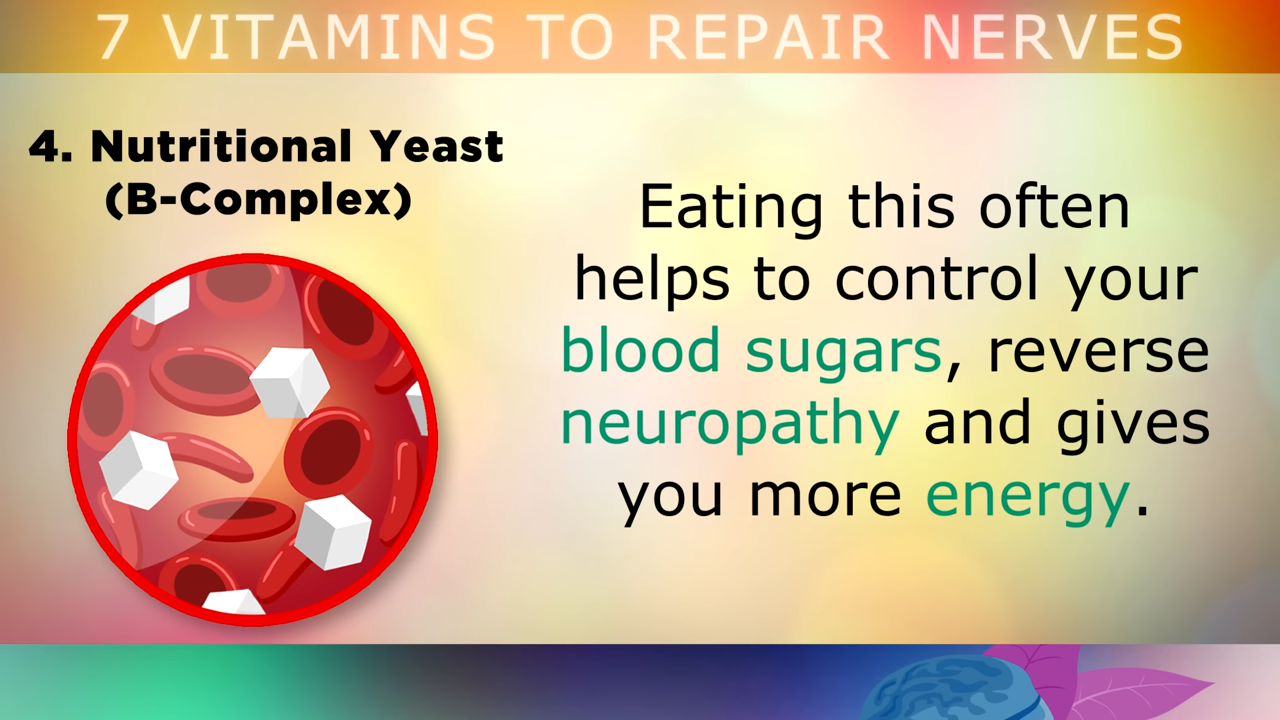 7 VITAMINS TO REPAIR NERVES
4. Nutritional Yeast
(B-Complex)
Eating this often
helps to control your
blood sugars, reverse
neuropathy and gives
you more energy.